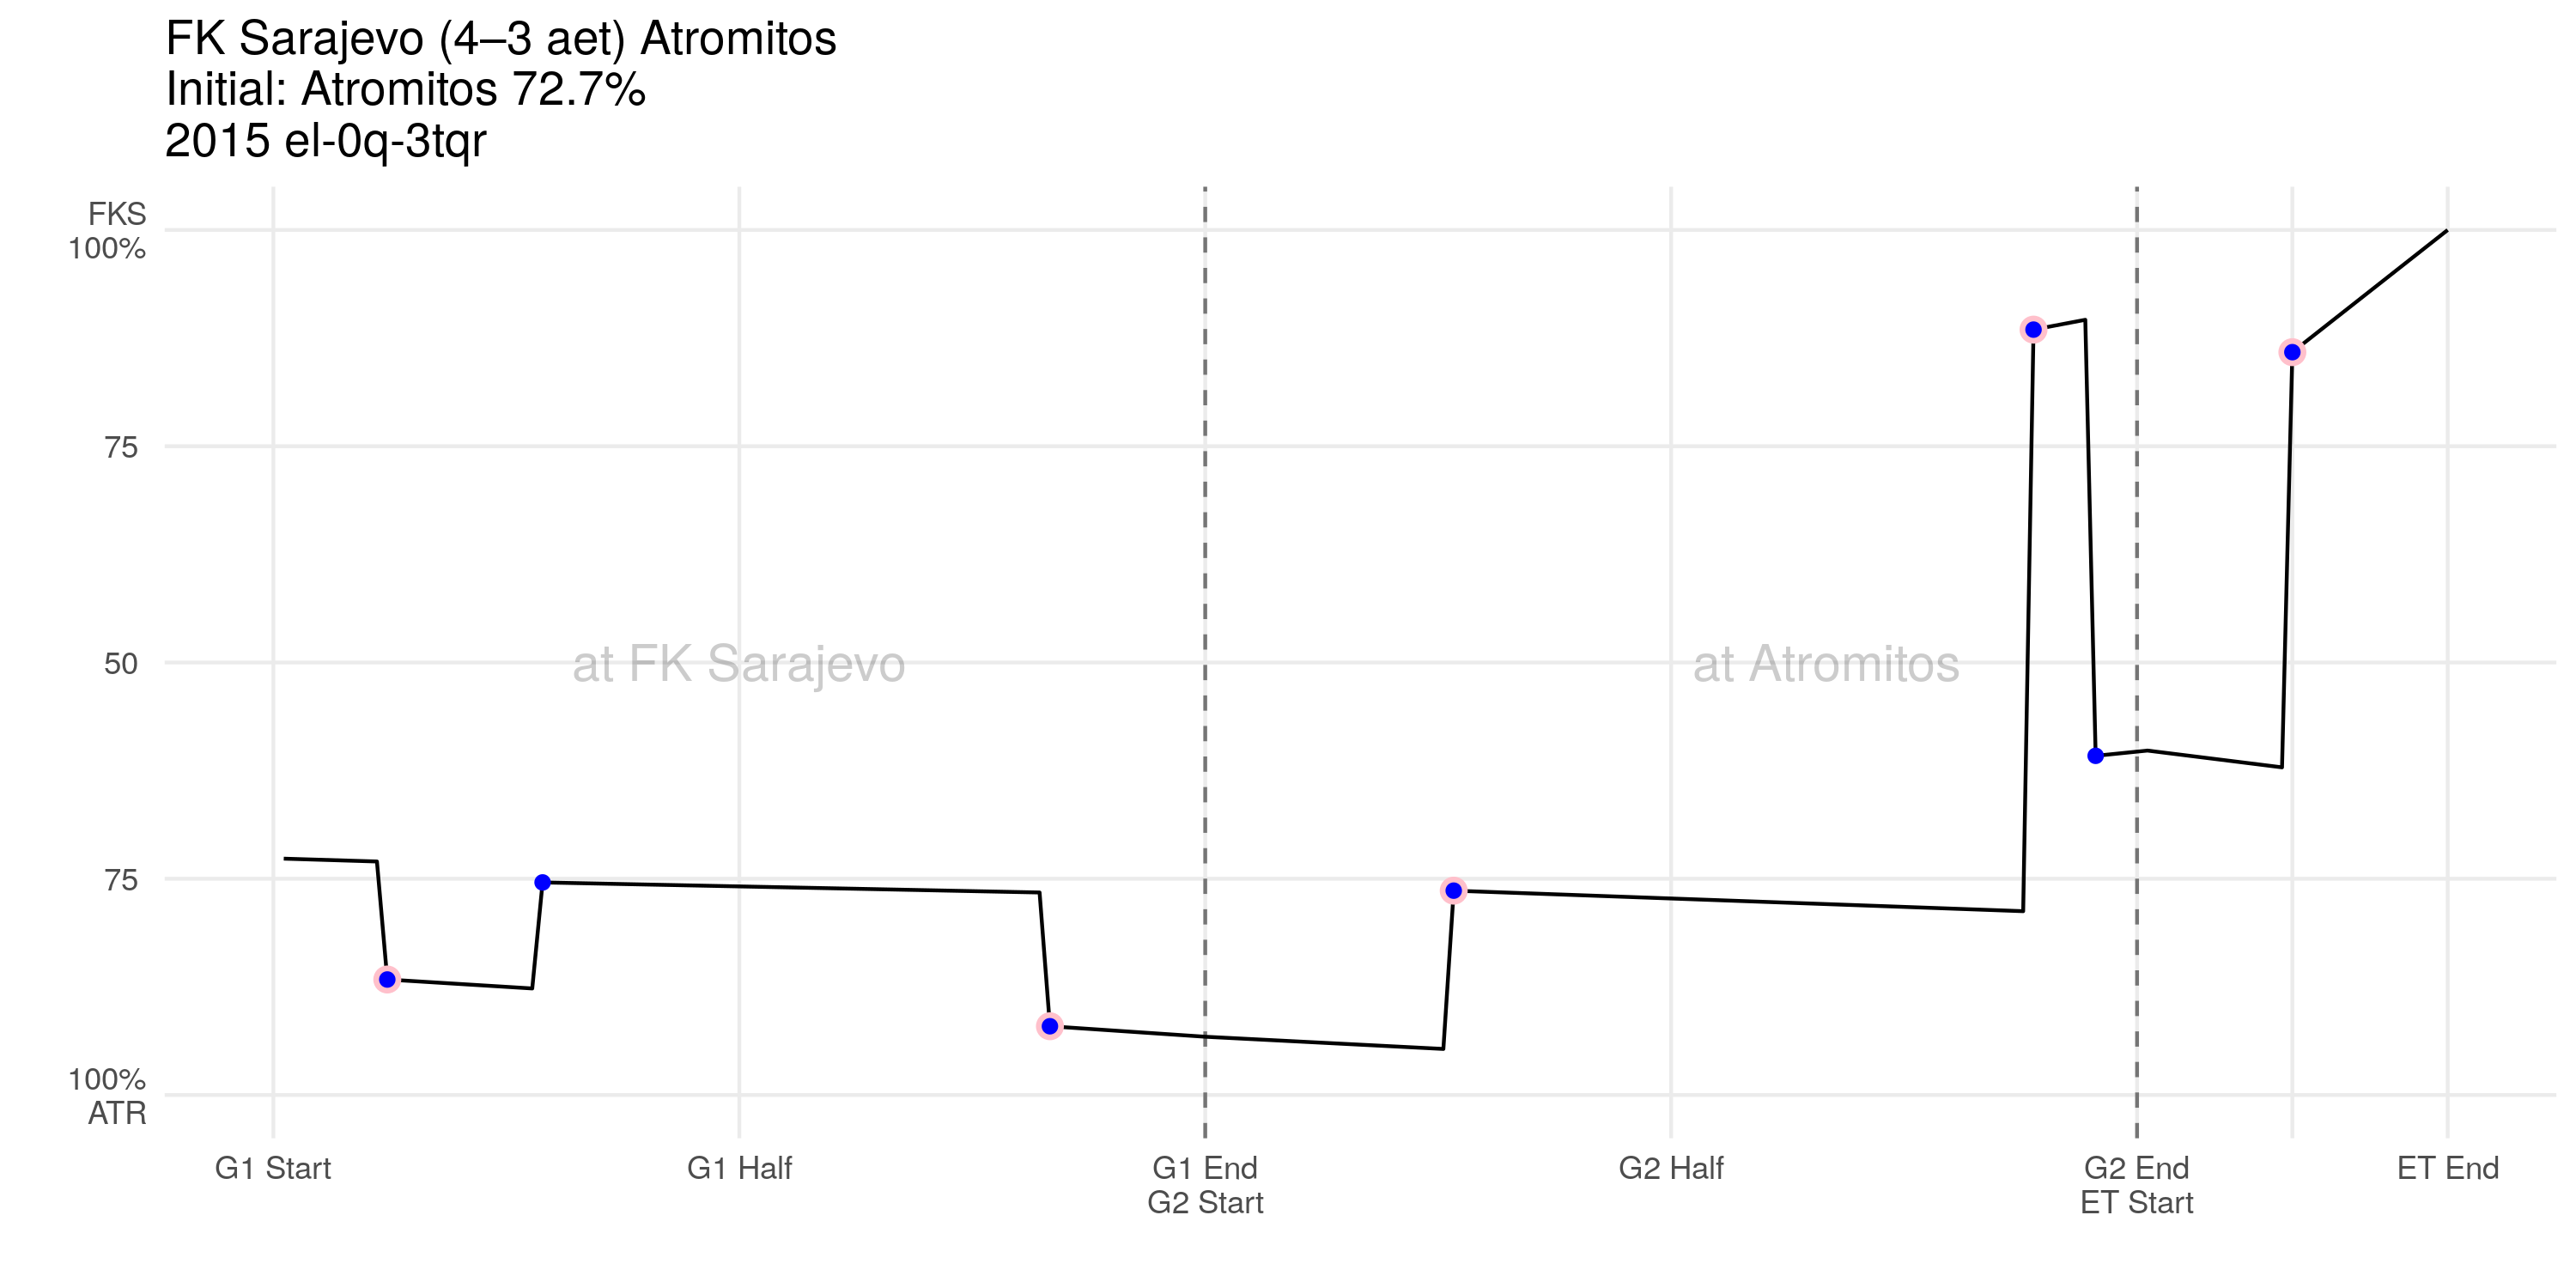 FK Sarajevo (4–3 aet) Atromitos
Initial: Atromitos 72.7%
2015 el-0q-3tqr
FKS
100%
75
50
75
100%
ATR
at FK Sarajevo
at Atromitos
G1 Start
G1 Half
G1 End
G2 Start
G2 Half
G2 End
ET Start
ET End